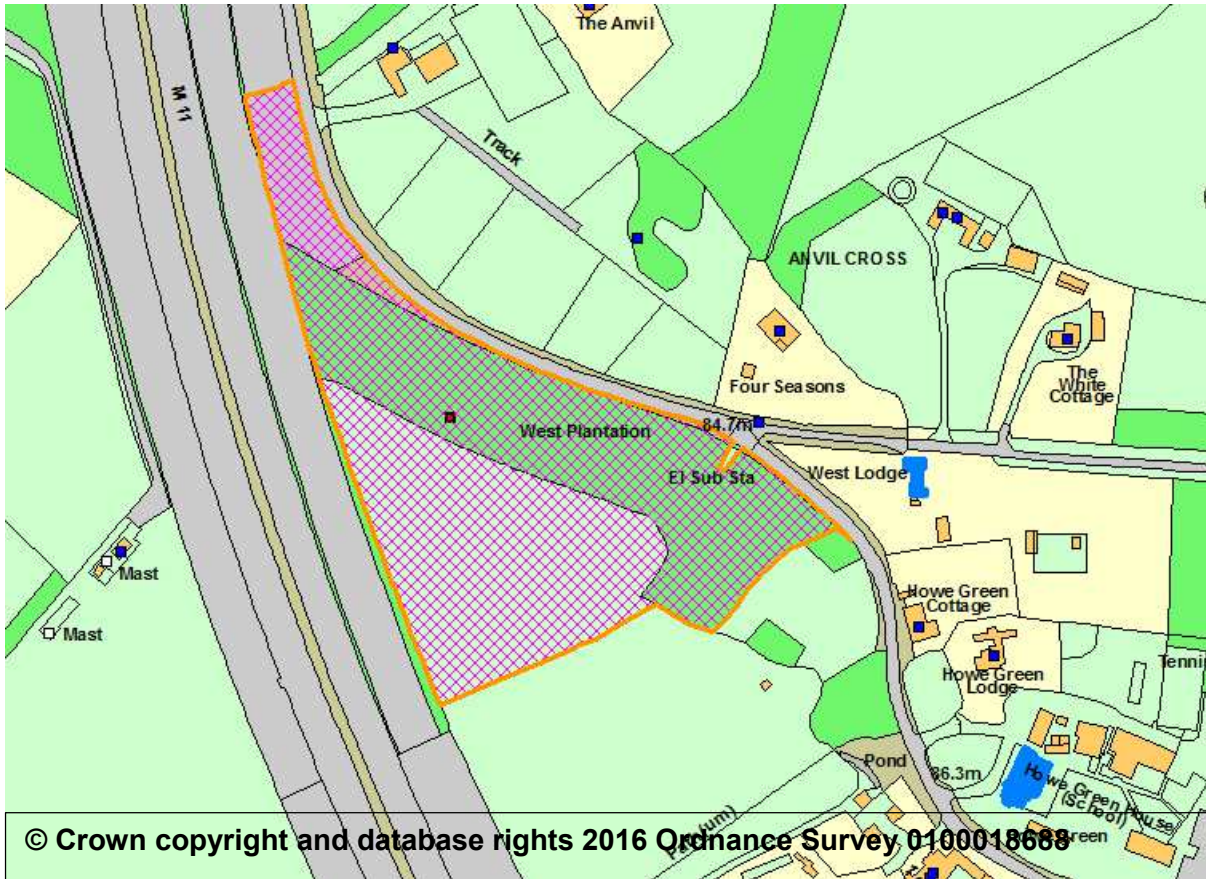 The Anvil
M 11
Track
ANVIL CROSS
Four Seasons
The
White
Cottage
84.7m
West Plantation
El Sub Sta
West Lodge
Mast
Mast
Howe Green
Cottage
Howe Green
Lodge
Pond
86.3m
Howe Green House
(School)
Green
© Crown copyright and database rights 2016 Ordnance Survey 0100018688